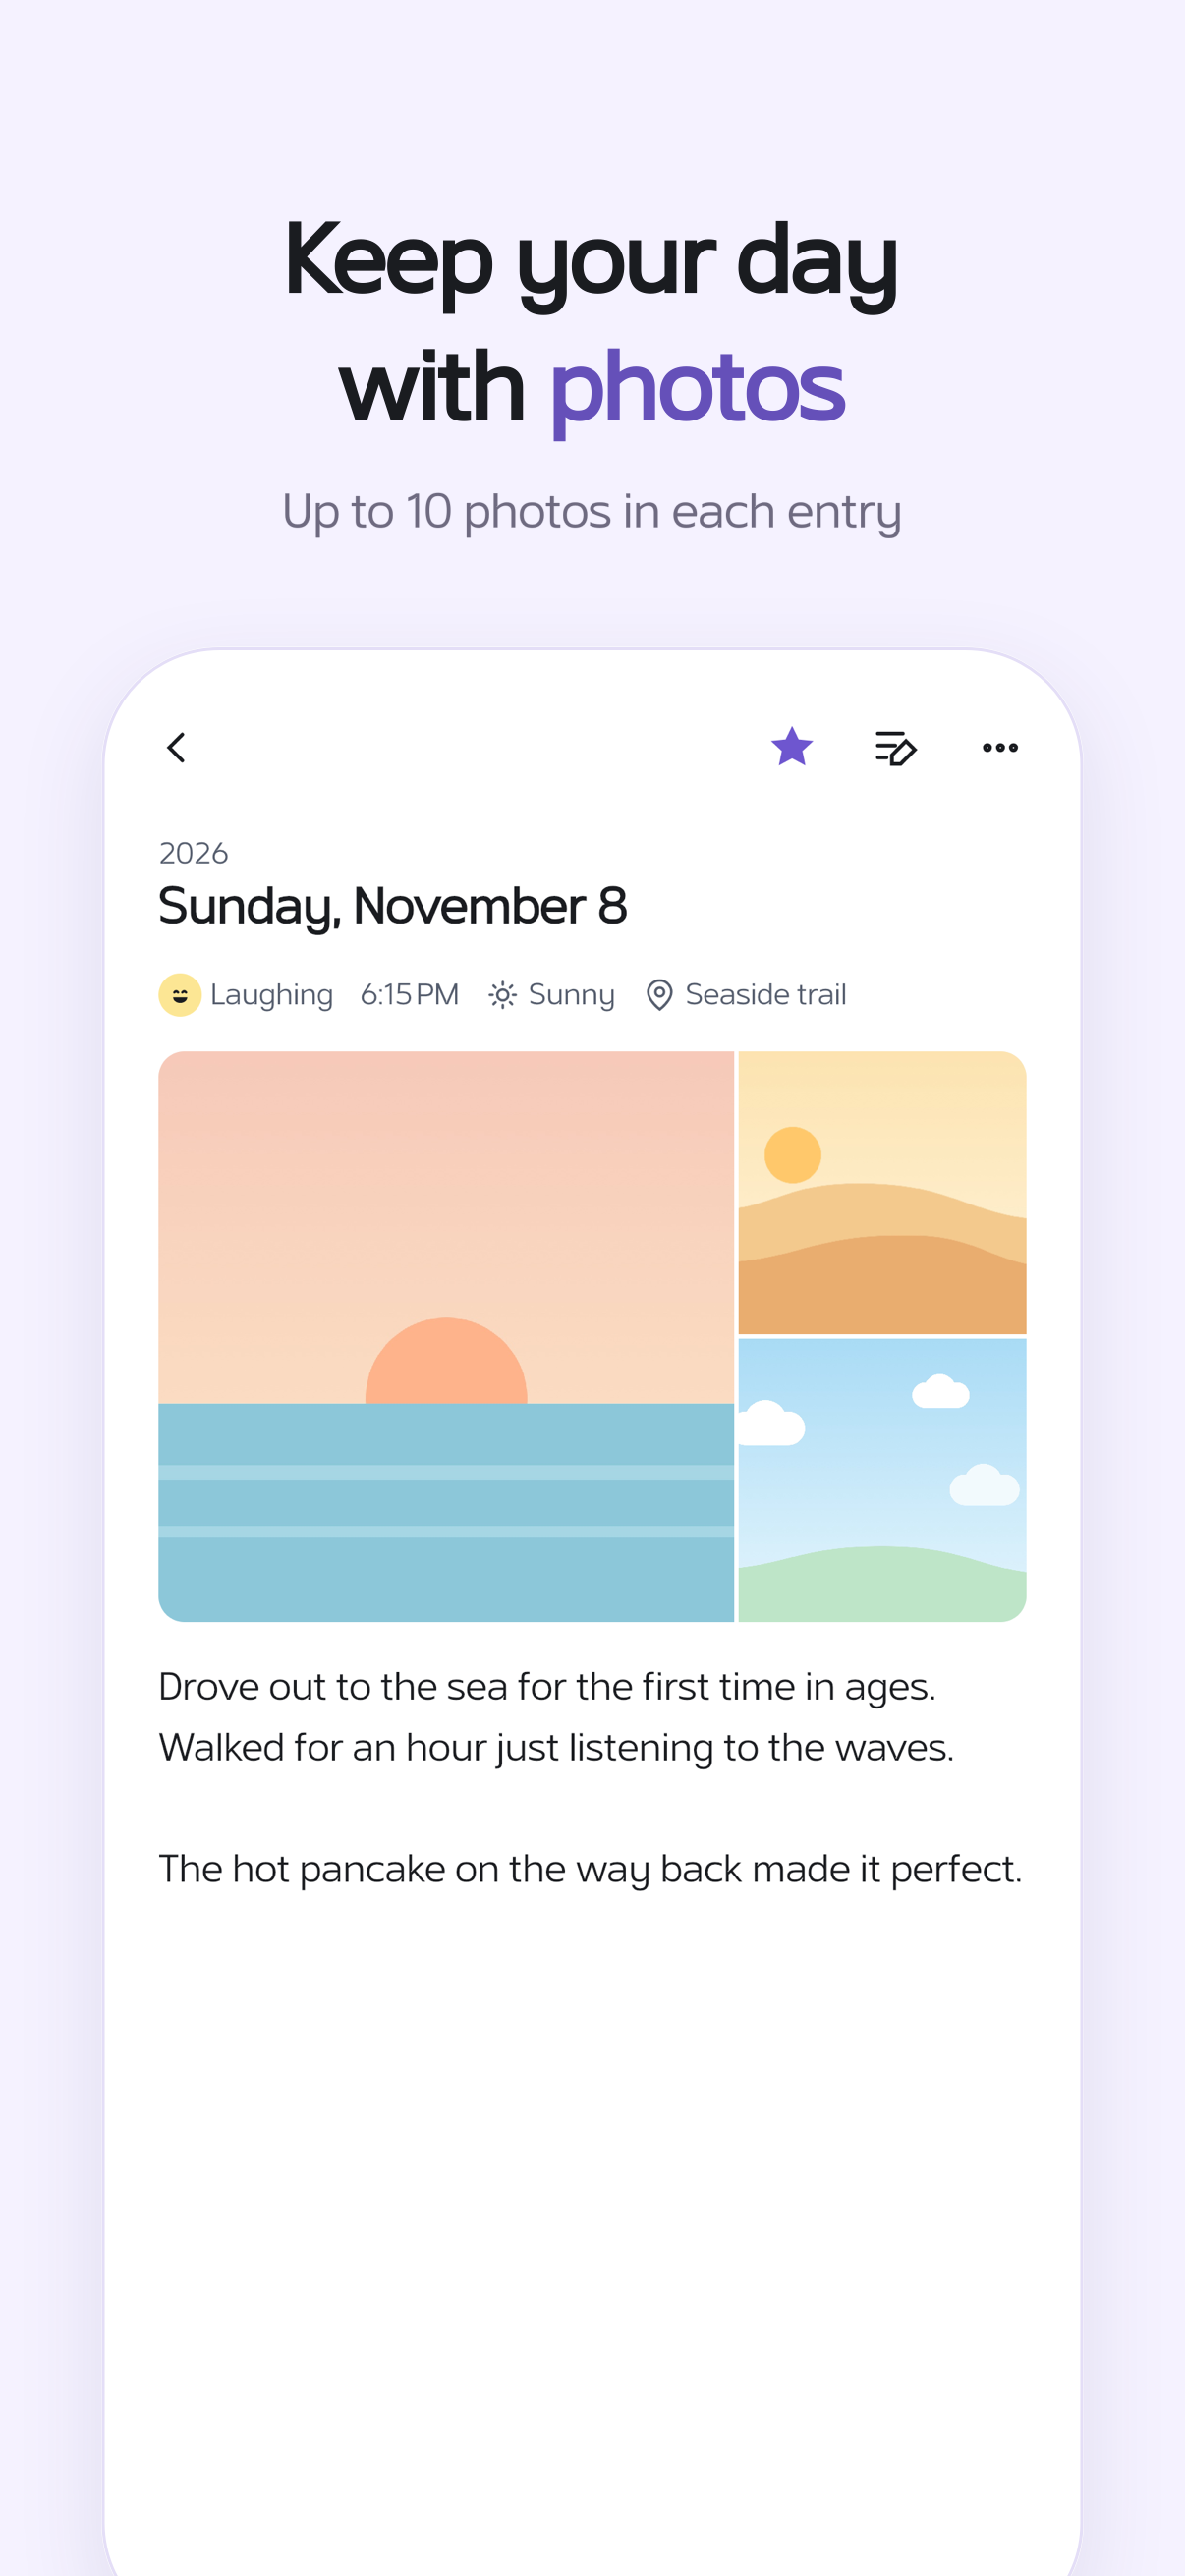 Keep your day
with photos
Up to 10 photos in each entry
2026
Sunday, November 8
Laughing 6:15 PM Sunny Seaside trail
Drove out to the sea for the first time in ages.
Walked for an hour just listening to the waves.
The hot pancake on the way back made it perfect.